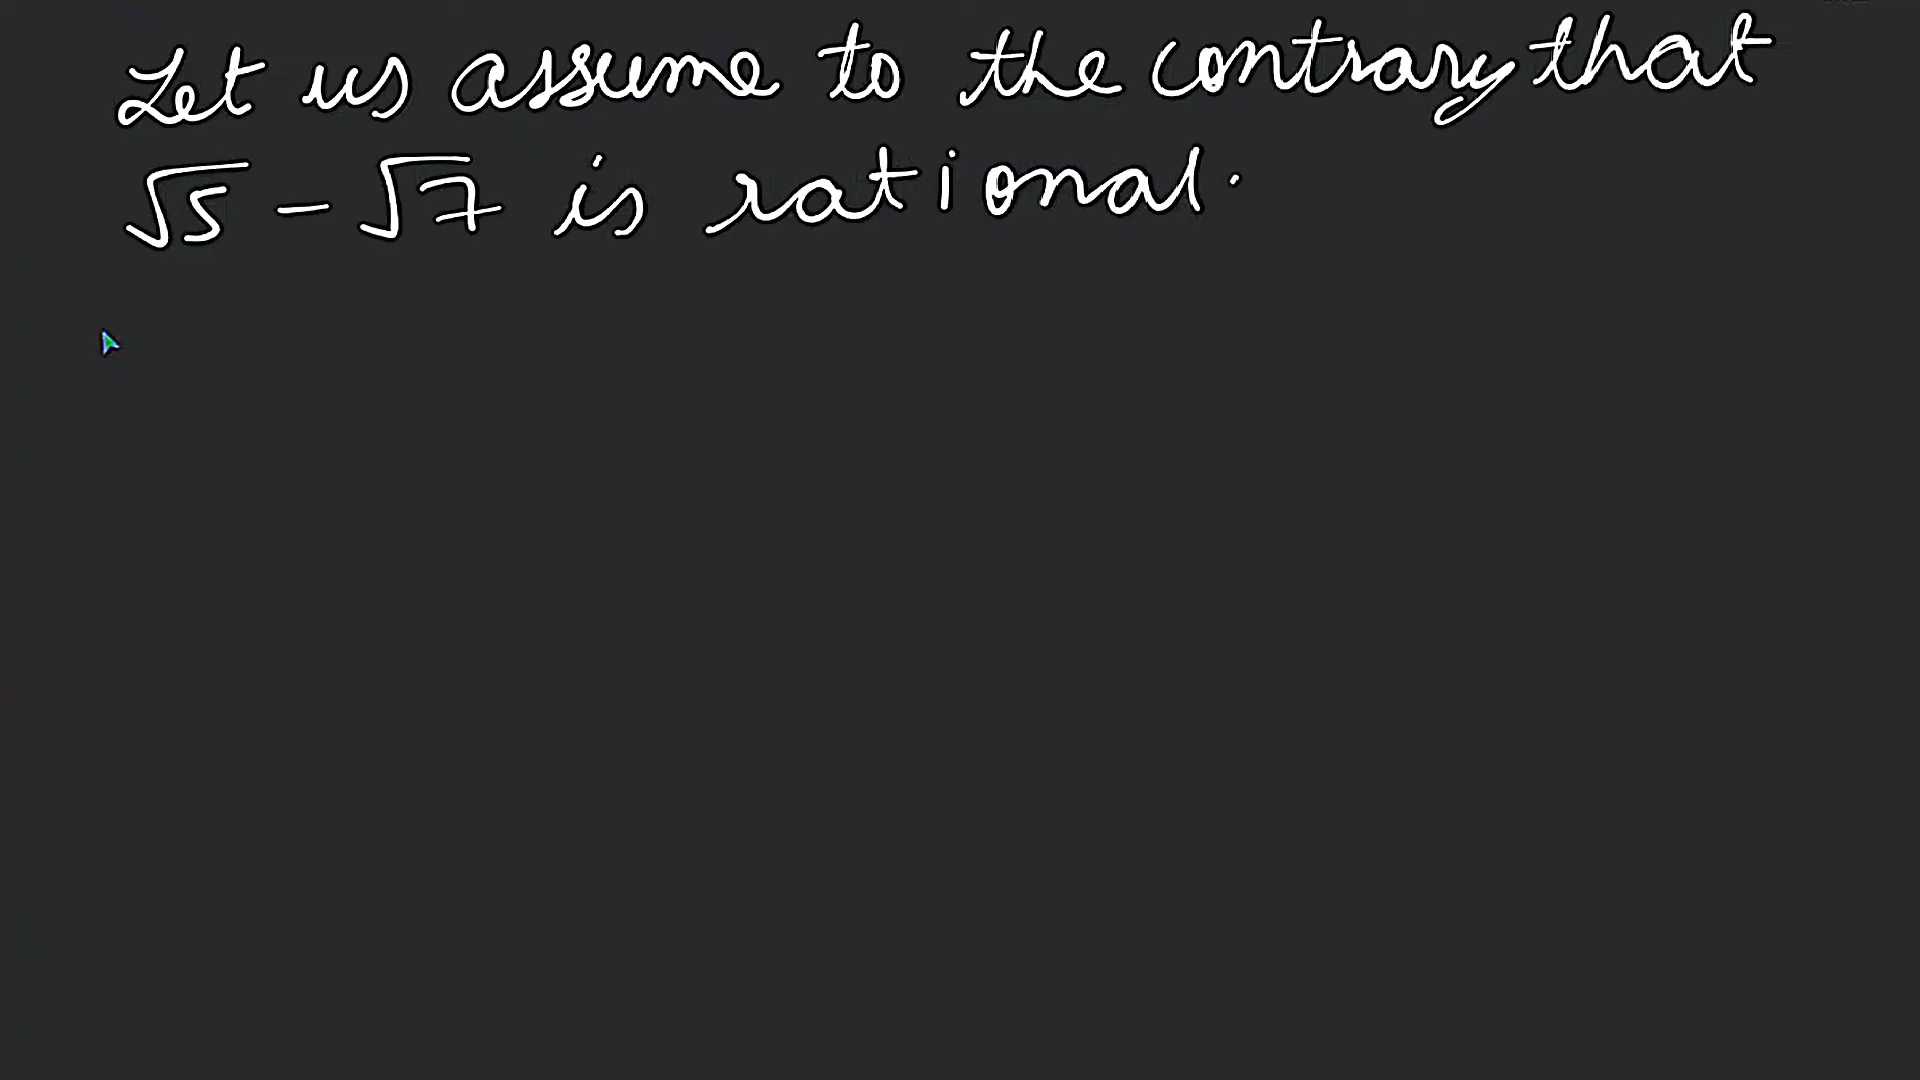 Let us assume to the contrary that
√5 - √7 is rational.